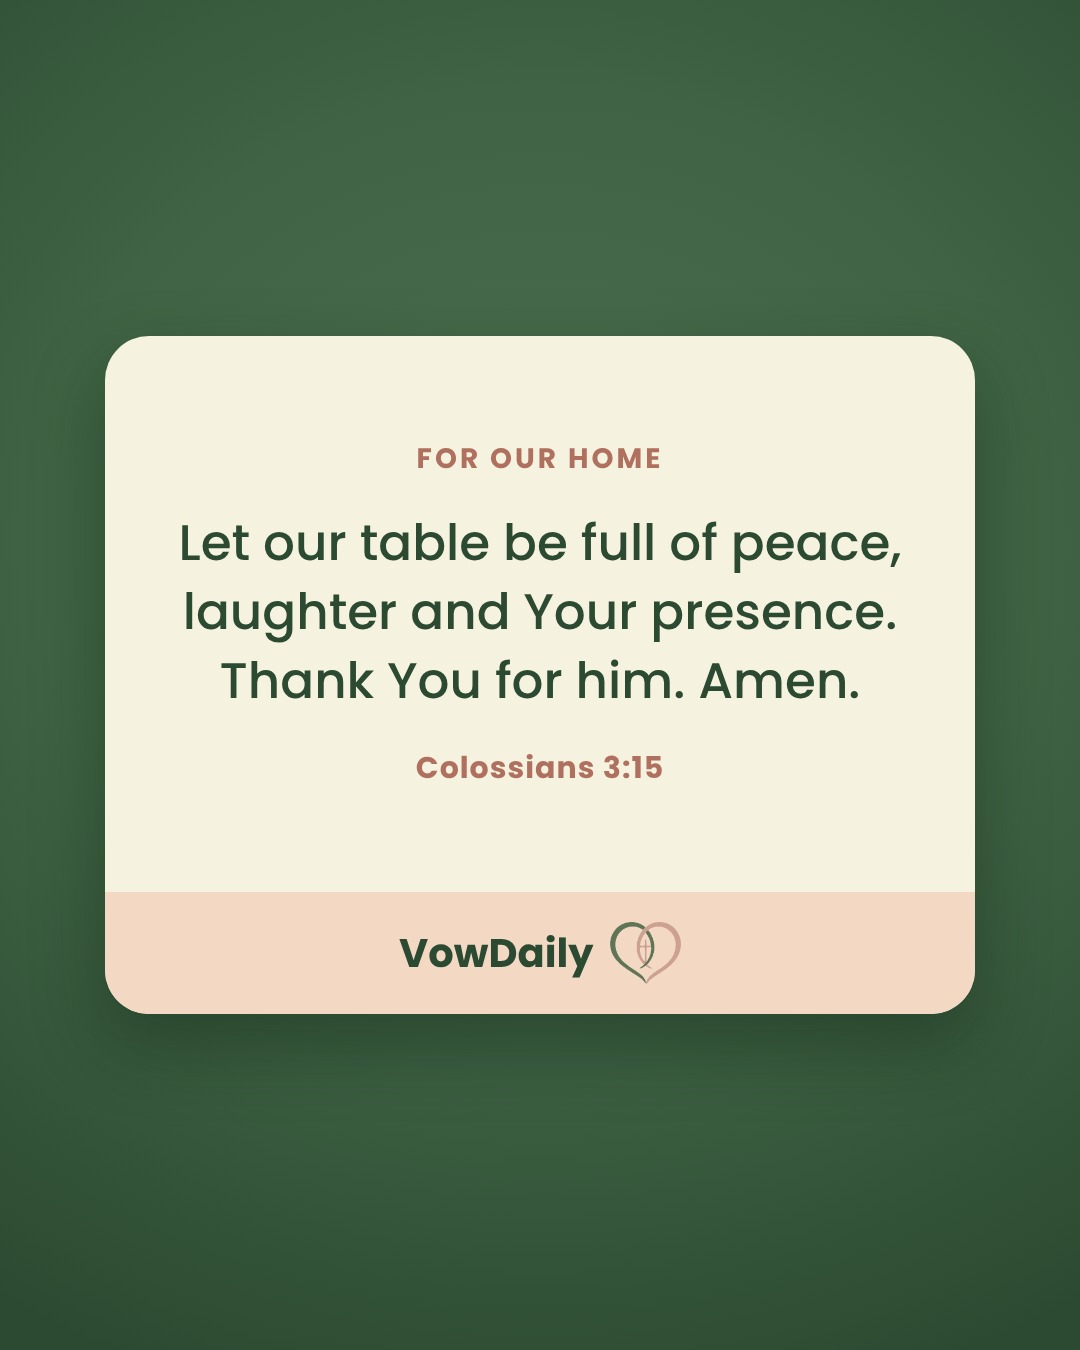 FOR OUR HOME
Let our table be full of peace,
laughter and Your presence.
Thank You for him. Amen.
Colossians 3:15
VowDaily